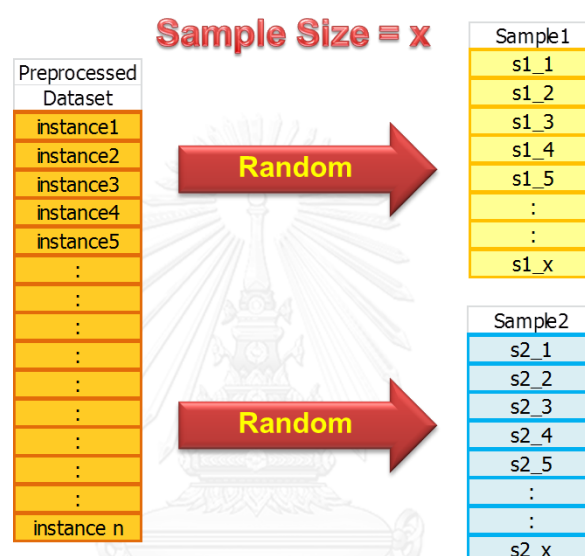 Sample Size = x
Preprocessed
Dataset
instance1
instance2
instance3
instance4
instance5
:
:
:
:
:
:
:
:
:
instance n
Random
Random
Sample1
s1_1
s1_2
s1_3
s1_4
s1_5
:
:
s1_x
Sample2
s2_1
s2_2
s2_3
s2_4
s2_5
:
:
s2_x